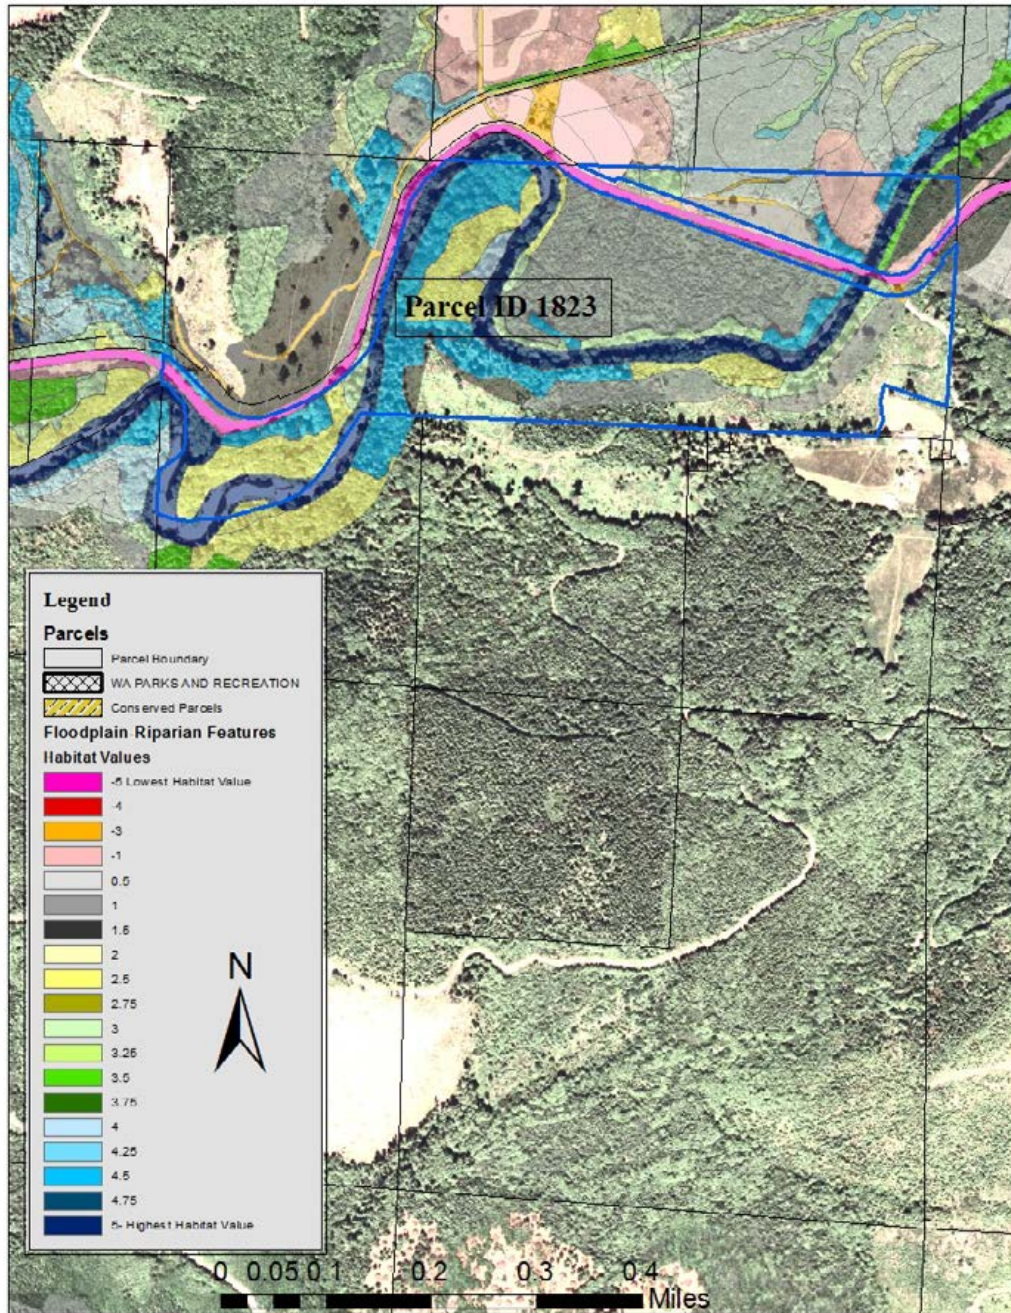 Parcel ID 1823
Legend
Parcels
Parcel Boundary
WA PARKS AND RECREATION
Conserved Parcels
Floodplain Riparian Features
Habitat Values
-5 Lowest Habitat Value
-4
-3
-1
0.5
1
1.5
2
2.5
2.75
3
3.25
3.5
3.75
4
4.25
4.5
4.75
5- Highest Habitat Value
N
0 0.05 0.1 0.2 0.3 0.4
Miles